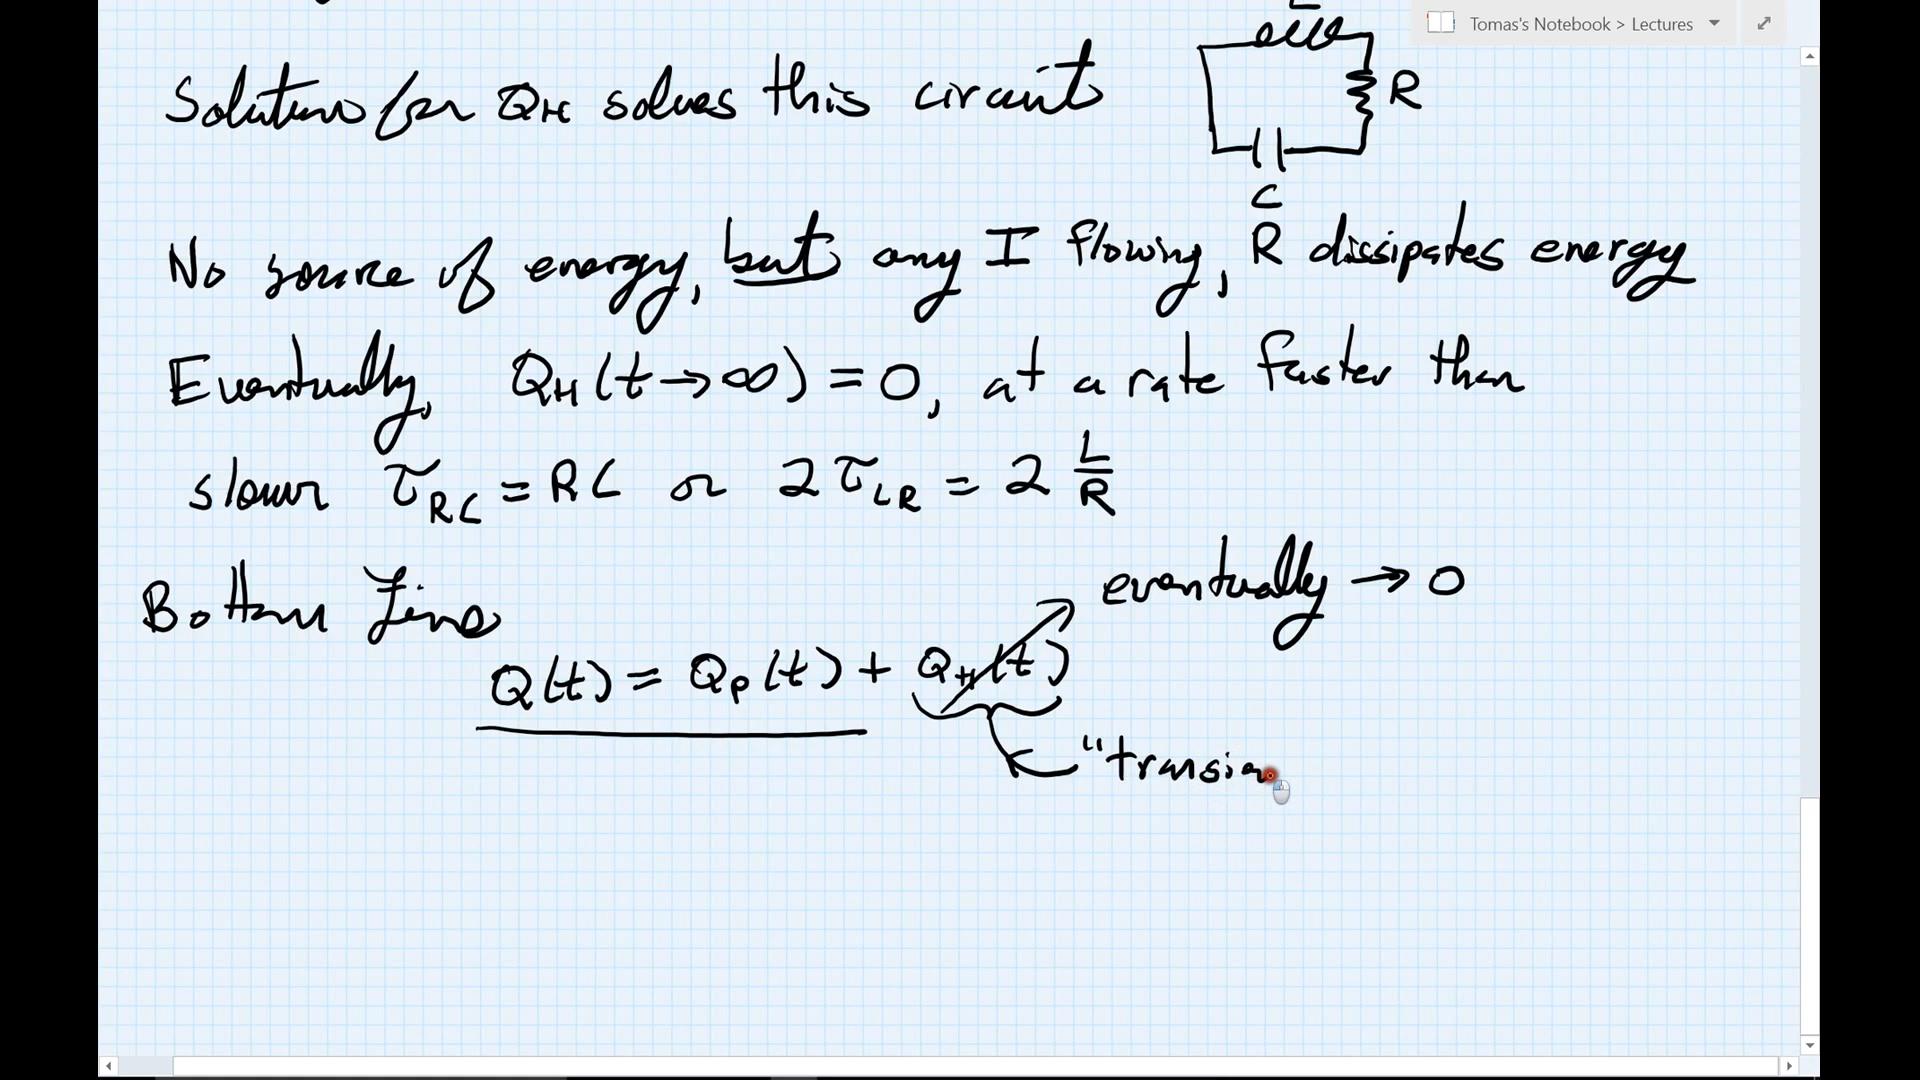 Tomas's Notebook > Lectures
L
Solution for QH solves this circuit
R
C
No source of energy, but any I flowing, R dissipates energy
Eventually, QH(t→∞) = 0, at a rate faster than
slower τRC = RC or 2τLR = 2 L/R
Bottom Line
eventually → 0
Q(t) = QP(t) + QH(t)
"transien